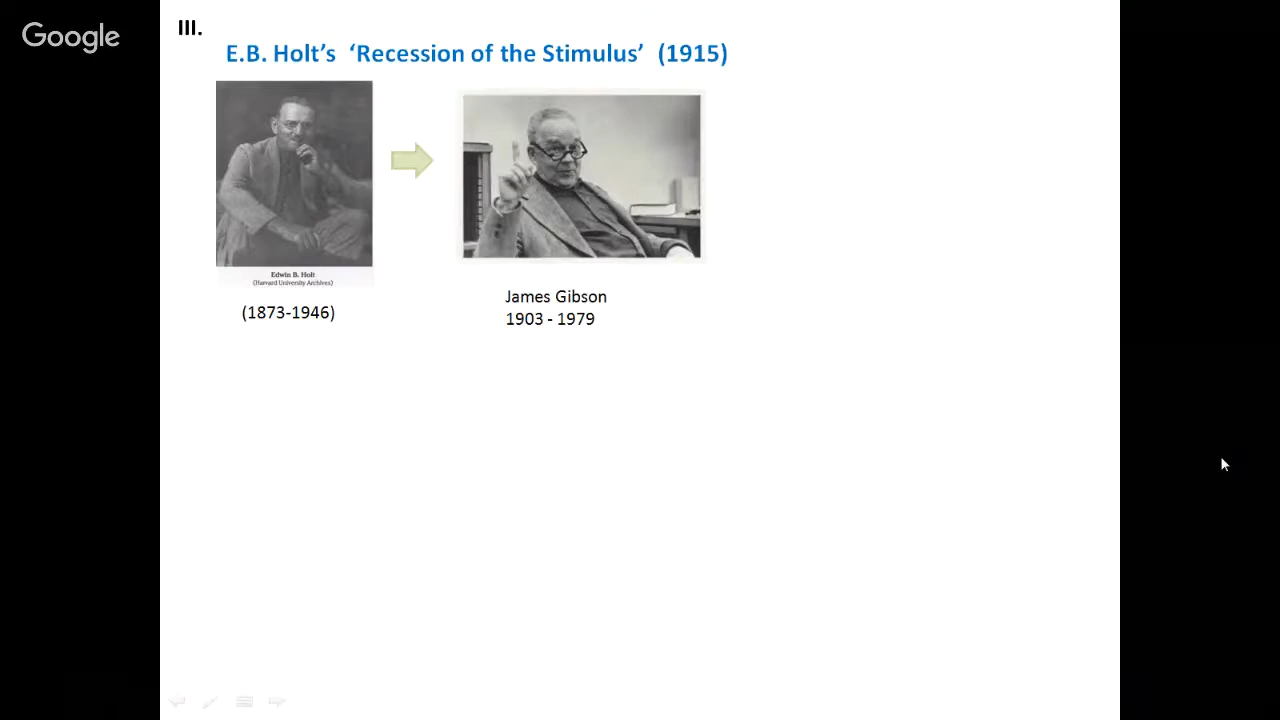 Google
III.
E.B. Holt's ‘Recession of the Stimulus’ (1915)
Edwin B. Holt
(Harvard University Archives)
(1873-1946)
James Gibson
1903 - 1979